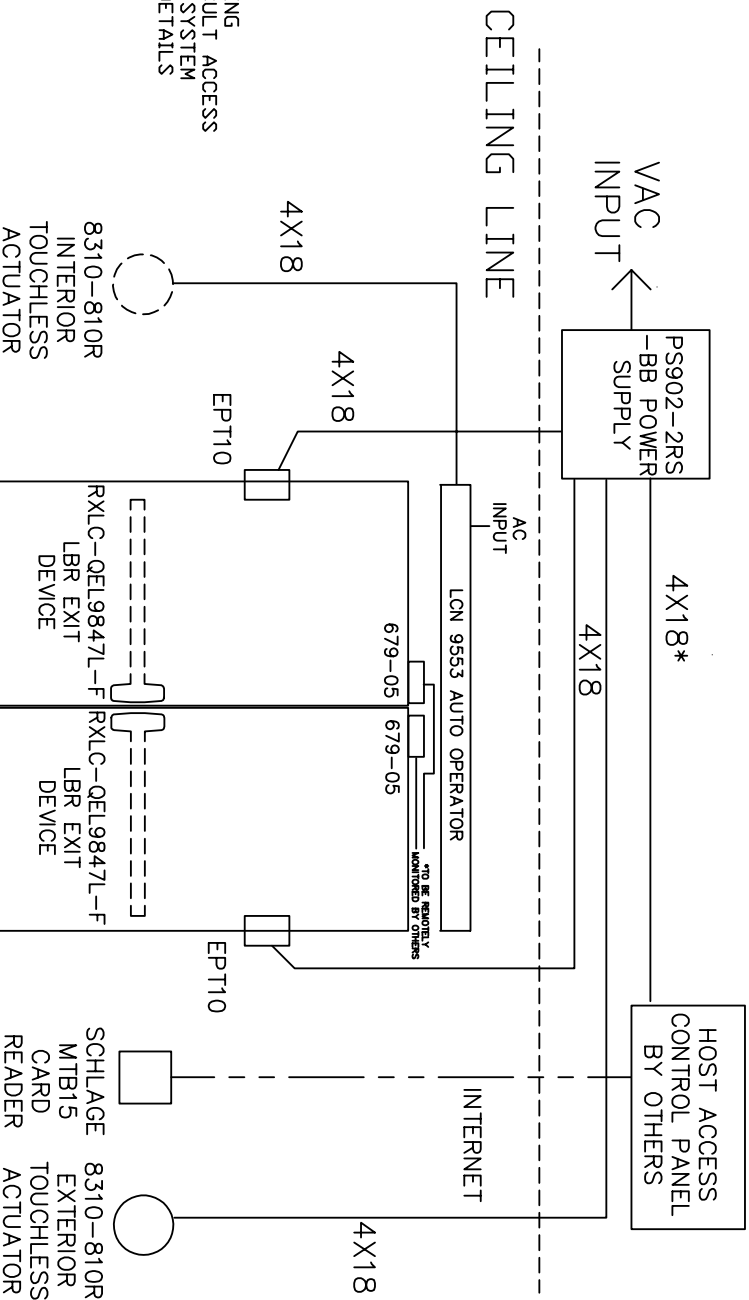 VAC
INPUT
PS902-2RS
-BB POWER
SUPPLY
4X18*
HOST ACCESS
CONTROL PANEL
BY OTHERS
4X18
CEILING LINE
AC
INPUT
INTERNET
LCN 9553 AUTO OPERATOR
*TO BE REMOTELY
MONITORED BY OTHERS
679-05
679-05
4X18
4X18
4X18
EPT10
EPT10
NG
ULT ACCESS
SYSTEM
ETAILS
8310-810R
INTERIOR
TOUCHLESS
ACTUATOR
RXLC-QEL9847L-F
LBR EXIT
DEVICE
RXLC-QEL9847L-F
LBR EXIT
DEVICE
SCHLAGE
MTB15
CARD
READER
8310-810R
EXTERIOR
TOUCHLESS
ACTUATOR